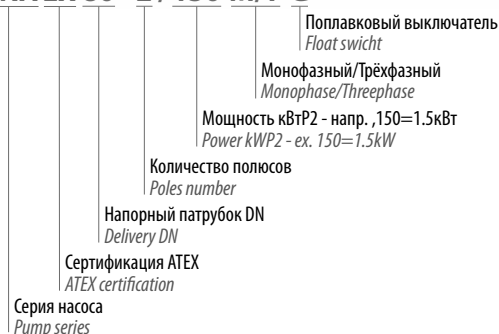 Поплавковый выключатель
Float swicht
Монофазный/Трёхфазный
Monophase/Threephase
Мощность кВтP2 - напр. ,150=1.5кВт
Power kWP2 - ex. 150=1.5kW
Количество полюсов
Poles number
Напорный патрубок DN
Delivery DN
Сертификация ATEX
ATEX certification
Серия насоса
Pump series